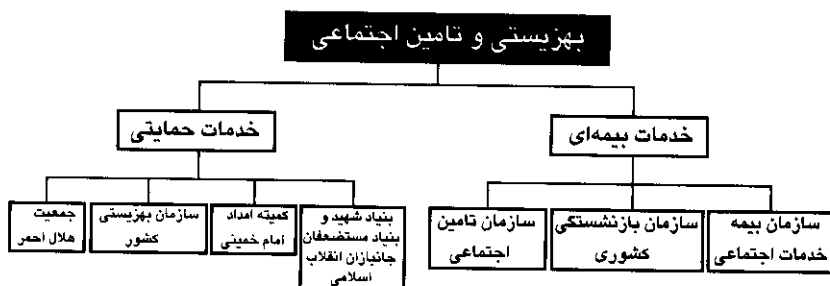 بهزیستی و تامین اجتماعی
خدمات بیمه‌ای
خدمات حمایتی
سازمان بیمه
خدمات اجتماعی
سازمان بازنشستگی
کشوری
سازمان تامین
اجتماعی
بنیاد شهید و
بنیاد مستضعفان
جانبازان انقلاب
اسلامی
کمیته امداد
امام خمینی
سازمان بهزیستی
کشور
جمعیت
هلال احمر